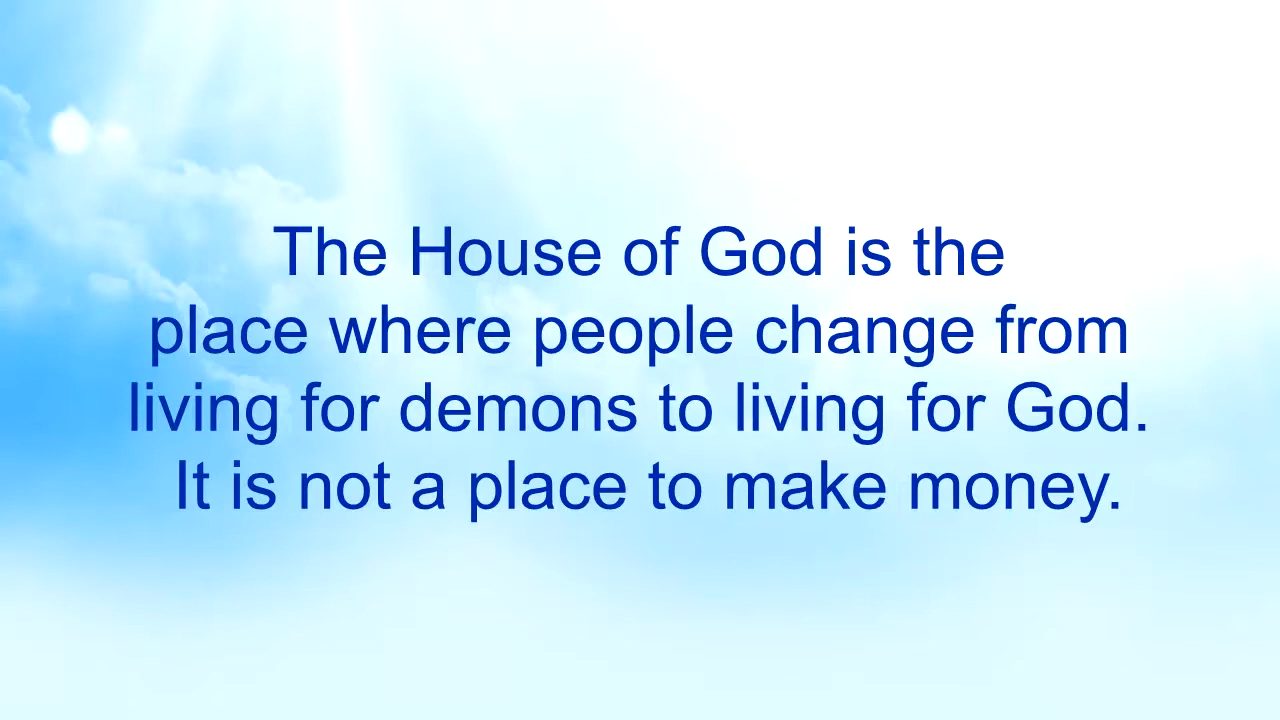 The House of God is the
place where people change from
living for demons to living for God.
It is not a place to make money.